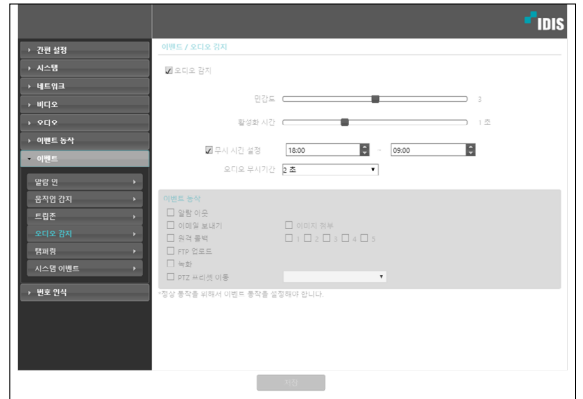 IDIS
간편 설정
시스템
네트워크
비디오
오디오
이벤트 동작
이벤트
알람 인
움직임 감지
트립존
오디오 감지
탬퍼링
시스템 이벤트
번호 인식
이벤트 / 오디오 감지
오디오 감지
민감도 3
활성화 시간 1 초
무시 시간 설정 18:00 ~ 09:00
오디오 무시기간 2 초
이벤트 동작
알람 아웃
이메일 보내기 이미지 첨부
원격 콜백 1 2 3 4 5
FTP 업로드
녹화
PTZ 프리셋 이동
*정상 동작을 위해서 이벤트 동작을 설정해야 합니다.
저장